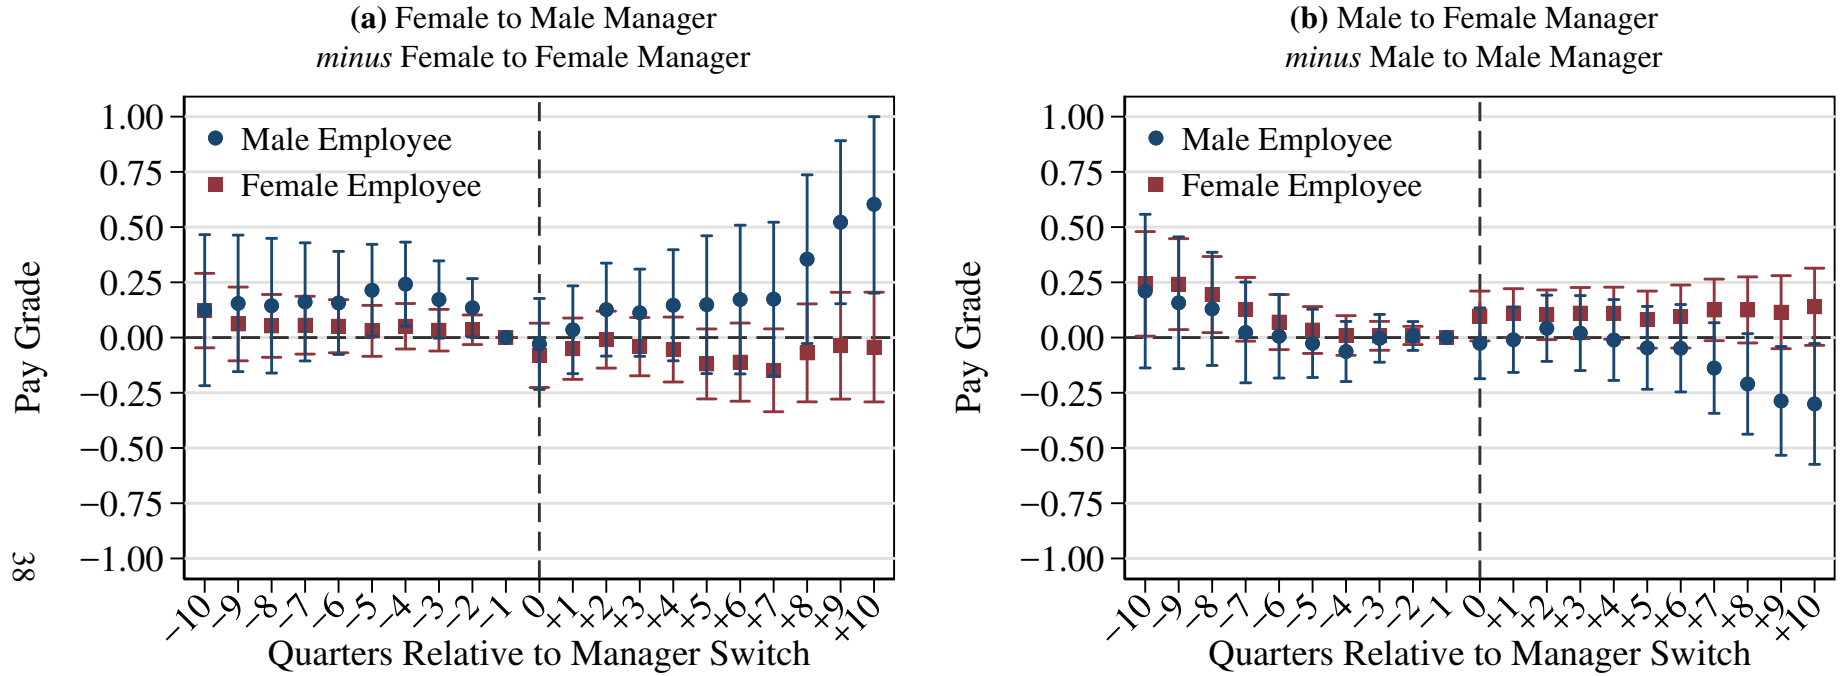 (a) Female to Male Manager
minus Female to Female Manager
Pay Grade
1.00
0.75
0.50
0.25
0.00
−0.25
−0.50
−0.75
−1.00
Male Employee
Female Employee
−10 −9 −8 −7 −6 −5 −4 −3 −2 −1 0 +1 +2 +3 +4 +5 +6 +7 +8 +9 +10
Quarters Relative to Manager Switch
38
(b) Male to Female Manager
minus Male to Male Manager
Pay Grade
1.00
0.75
0.50
0.25
0.00
−0.25
−0.50
−0.75
−1.00
Male Employee
Female Employee
−10 −9 −8 −7 −6 −5 −4 −3 −2 −1 0 +1 +2 +3 +4 +5 +6 +7 +8 +9 +10
Quarters Relative to Manager Switch